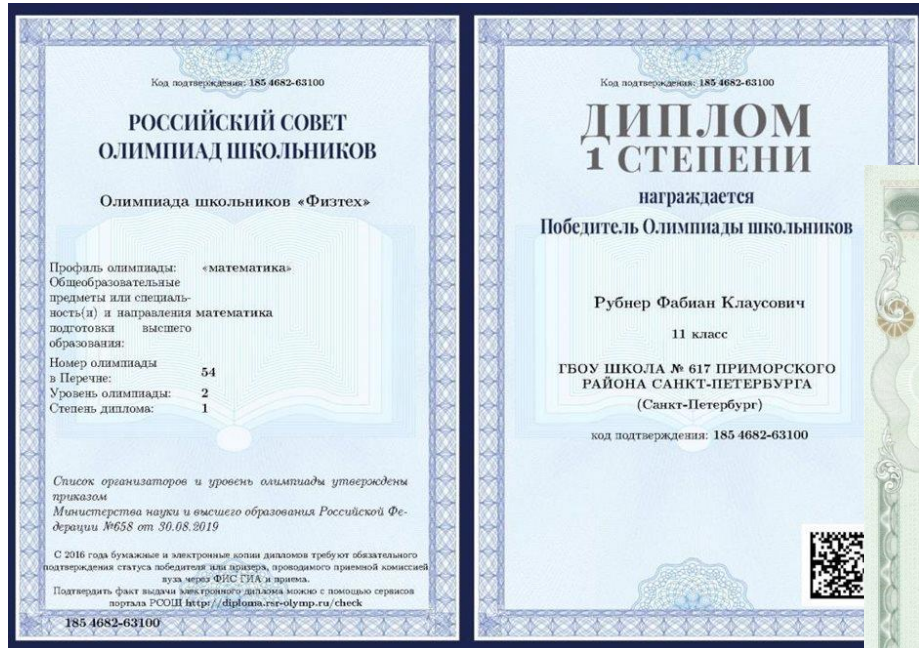 Код подтверждения: 185 4682-63100
РОССИЙСКИЙ СОВЕТ
ОЛИМПИАД ШКОЛЬНИКОВ
Олимпиада школьников «Физтех»
Профиль олимпиады: «математика»
Общеобразовательные
предметы или специаль-
ность(и) и направления математика
подготовки высшего
образования:
Номер олимпиады
в Перечне: 54
Уровень олимпиады: 2
Степень диплома: 1
Список организаторов и уровень олимпиады утверждены
приказом
Министерства науки и высшего образования Российской Фе-
дерации №658 от 30.08.2019
С 2016 года бумажные и электронные копии дипломов требуют обязательного
подтверждения статуса победителя или призера, проводимого приемной комиссией
вуза через ФИС ГИА и приема.
Подтвердить факт выдачи электронного диплома можно с помощью сервисов
портала РСОШ http://diploma.rsr-olymp.ru/check
185 4682-63100
Код подтверждения: 185 4682-63100
ДИПЛОМ
1 СТЕПЕНИ
награждается
Победитель Олимпиады школьников
Рубнер Фабиан Клаусович
11 класс
ГБОУ ШКОЛА № 617 ПРИМОРСКОГО
РАЙОНА САНКТ-ПЕТЕРБУРГА
(Санкт-Петербург)
код подтверждения: 185 4682-63100